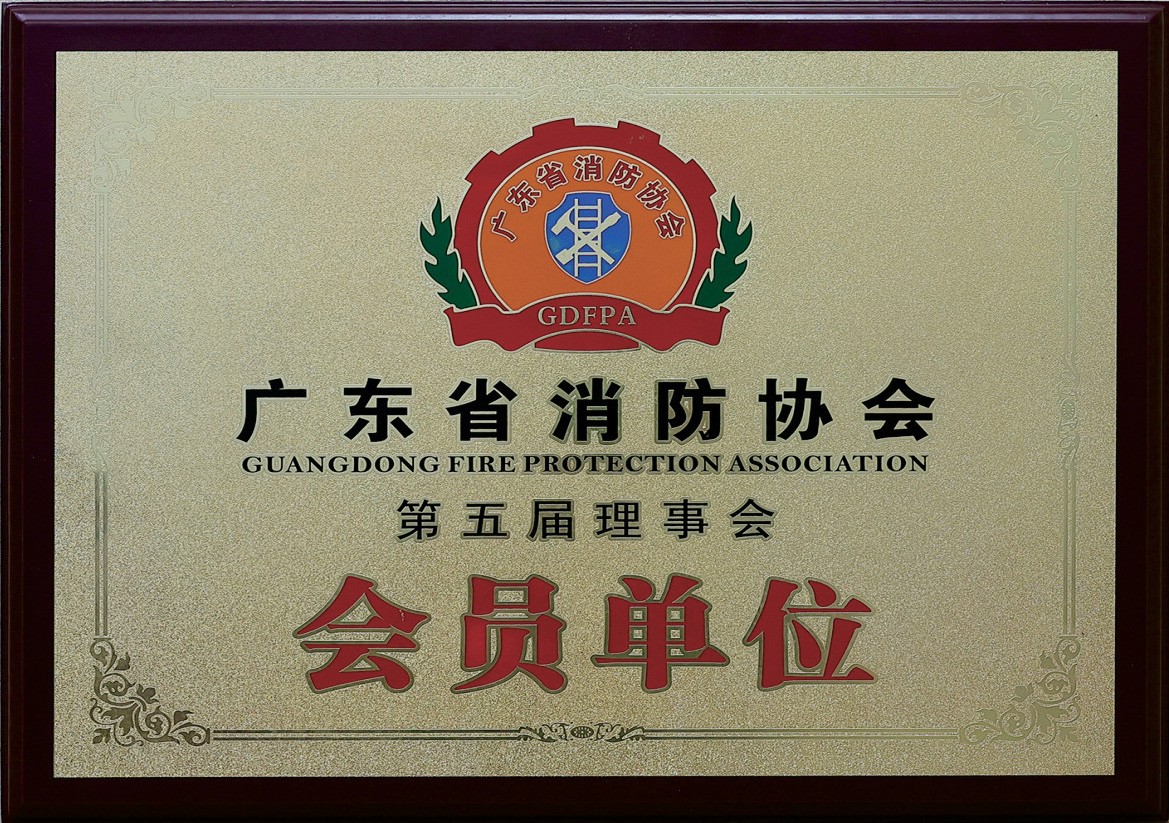 广东省消防协会
GDFPA
广东省消防协会
GUANGDONG FIRE PROTECTION ASSOCIATION
第五届理事会
会员单位